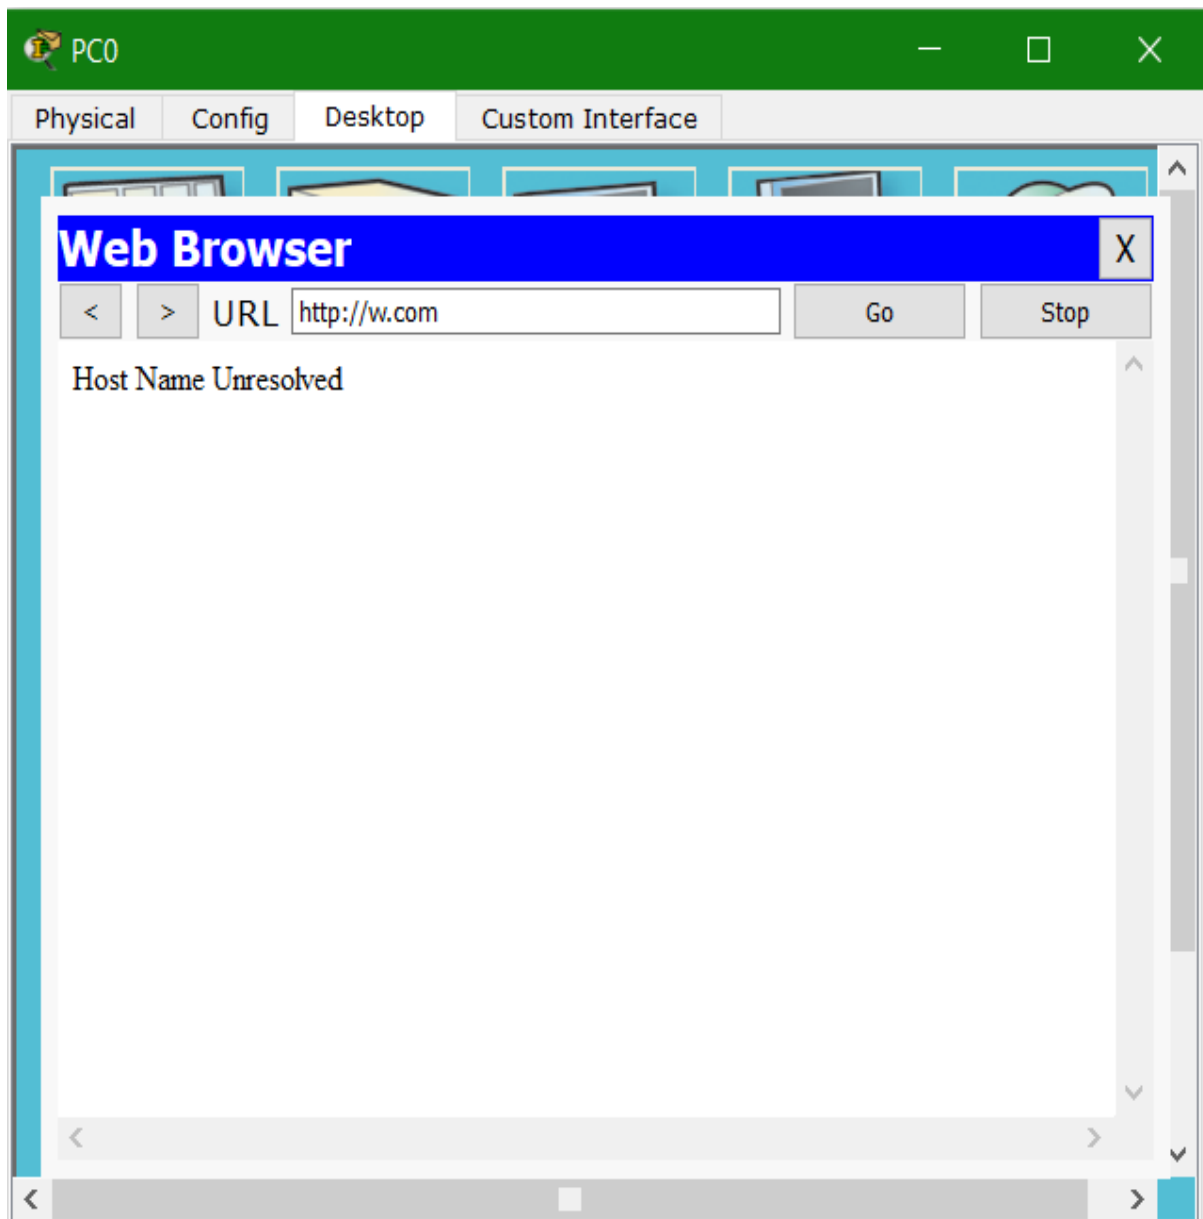 PC0
Physical Config Desktop Custom Interface
Web Browser X
< > URL http://w.com Go Stop
Host Name Unresolved